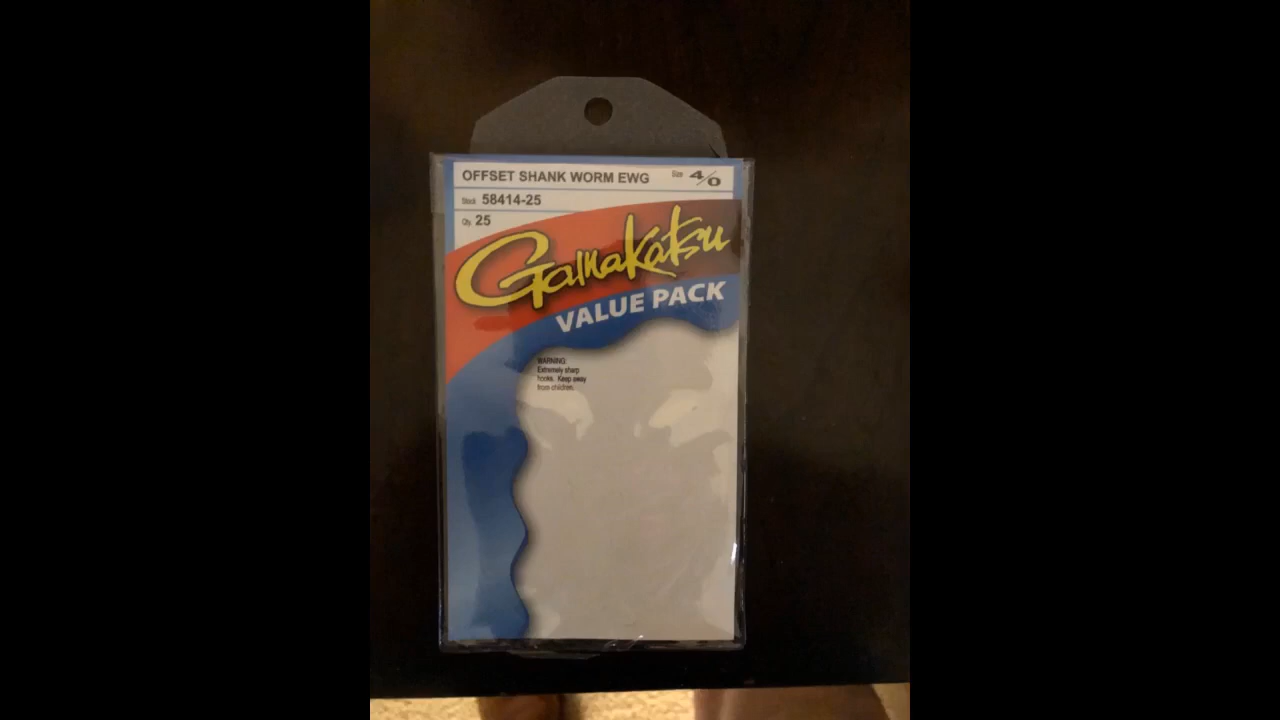 OFFSET SHANK WORM EWG Size 4/0
Stock 58414-25
Qty. 25
Gamakatsu
VALUE PACK
WARNING:
Extremely sharp
hooks. Keep away
from children.